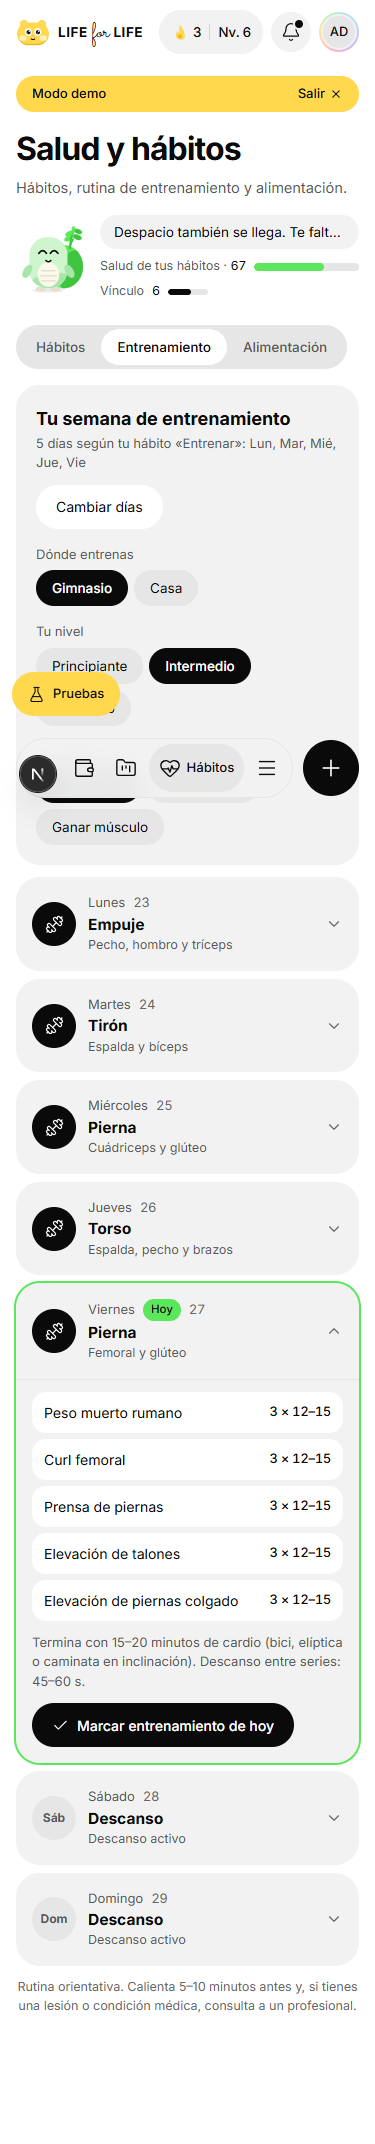 LIFE for LIFE
3
Nv. 6
AD
Modo demo
Salir ×
Salud y hábitos
Hábitos, rutina de entrenamiento y alimentación.
Despacio también se llega. Te falt...
Salud de tus hábitos · 67
Vínculo 6
Hábitos
Entrenamiento
Alimentación
Tu semana de entrenamiento
5 días según tu hábito «Entrenar»: Lun, Mar, Mié,
Jue, Vie
Cambiar días
Dónde entrenas
Gimnasio
Casa
Tu nivel
Principiante
Intermedio
Pruebas
N
Hábitos
Ganar músculo
Lunes 23
Empuje
Pecho, hombro y tríceps
Martes 24
Tirón
Espalda y bíceps
Miércoles 25
Pierna
Cuádriceps y glúteo
Jueves 26
Torso
Espalda, pecho y brazos
Viernes Hoy 27
Pierna
Femoral y glúteo
Peso muerto rumano 3 × 12–15
Curl femoral 3 × 12–15
Prensa de piernas 3 × 12–15
Elevación de talones 3 × 12–15
Elevación de piernas colgado 3 × 12–15
Termina con 15–20 minutos de cardio (bici, elíptica
o caminata en inclinación). Descanso entre series:
45–60 s.
Marcar entrenamiento de hoy
Sáb
Sábado 28
Descanso
Descanso activo
Dom
Domingo 29
Descanso
Descanso activo
Rutina orientativa. Calienta 5–10 minutos antes y, si tienes
una lesión o condición médica, consulta a un profesional.